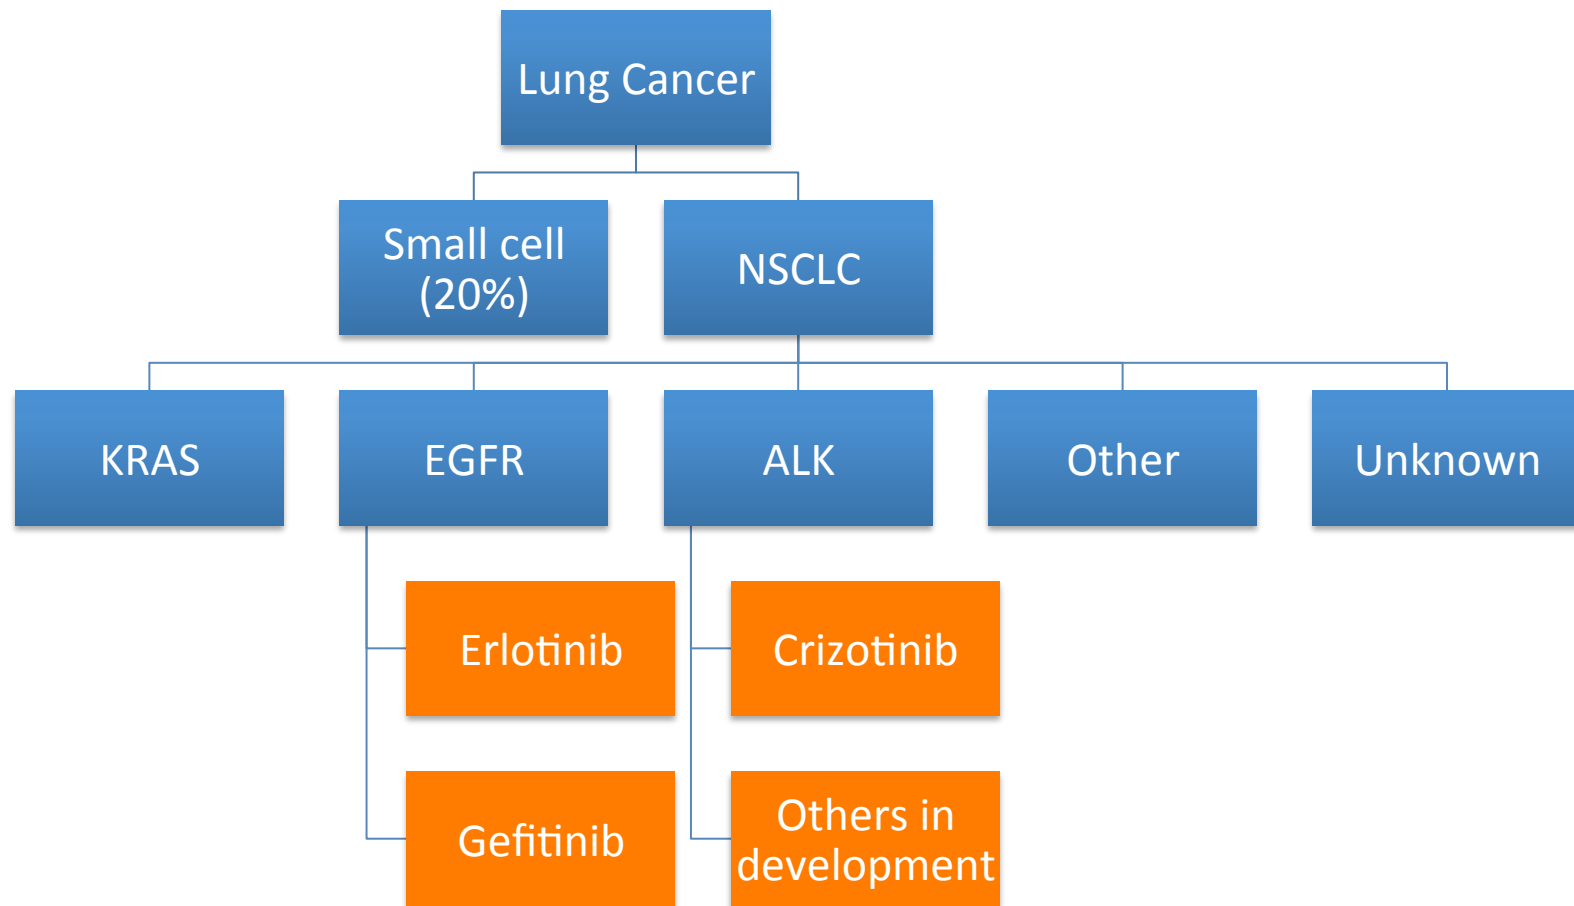 Lung Cancer
Small cell
(20%)
NSCLC
KRAS
EGFR
ALK
Other
Unknown
Erlotinib
Crizotinib
Gefitinib
Others in
development